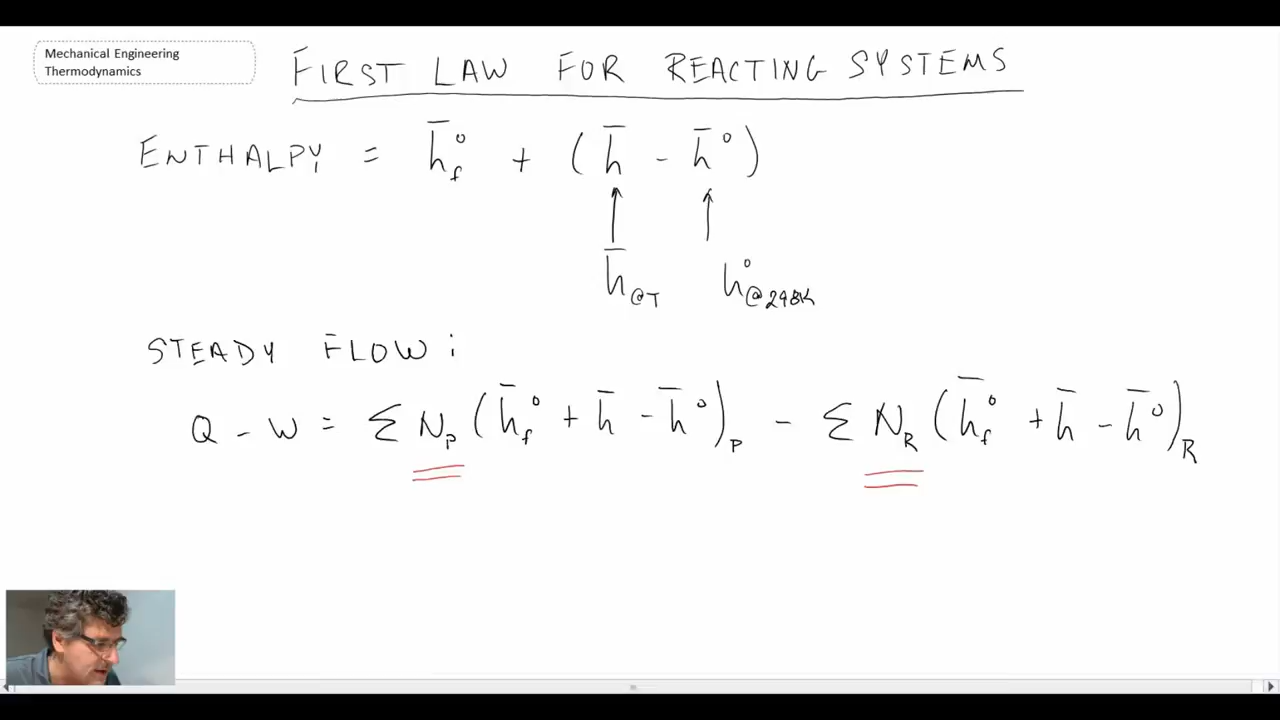 Mechanical Engineering
Thermodynamics
FIRST LAW FOR REACTING SYSTEMS
ENTHALPY = h̄f° + (h̄ - h̄°)
h̄@T h°@298K
STEADY FLOW:
Q - W = Σ NP (h̄f° + h̄ - h̄°)P - Σ NR (h̄f° + h̄ - h̄°)R